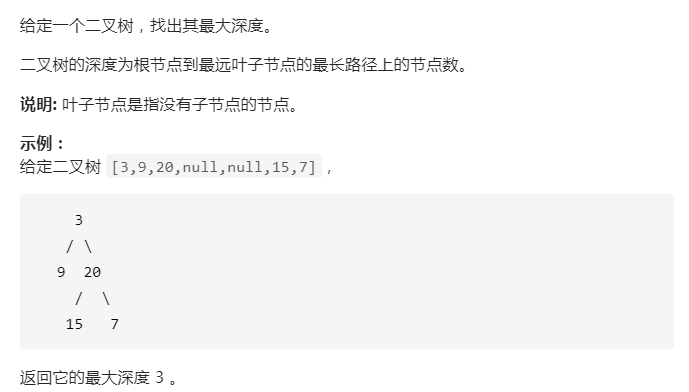 给定一个二叉树，找出其最大深度。
二叉树的深度为根节点到最远叶子节点的最长路径上的节点数。
说明: 叶子节点是指没有子节点的节点。
示例：
给定二叉树 [3,9,20,null,null,15,7]，
3
/ \
9 20
/ \
15 7
返回它的最大深度 3 。